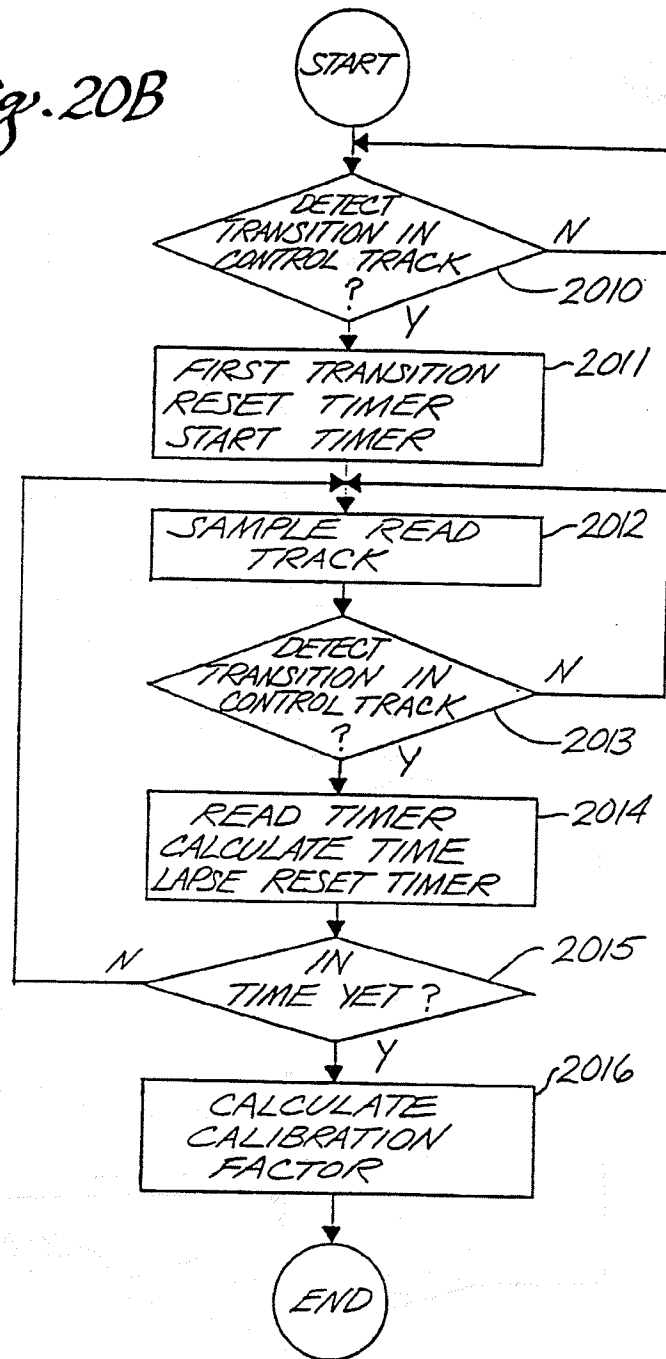 ig. 20B
START
DETECT
TRANSITION IN
CONTROL TRACK
?
N
2010
Y
FIRST TRANSITION
RESET TIMER
START TIMER
2011
SAMPLE READ
TRACK
2012
DETECT
TRANSITION IN
CONTROL TRACK
?
N
2013
Y
READ TIMER
CALCULATE TIME
LAPSE RESET TIMER
2014
N
IN
TIME YET ?
2015
Y
CALCULATE
CALIBRATION
FACTOR
2016
END